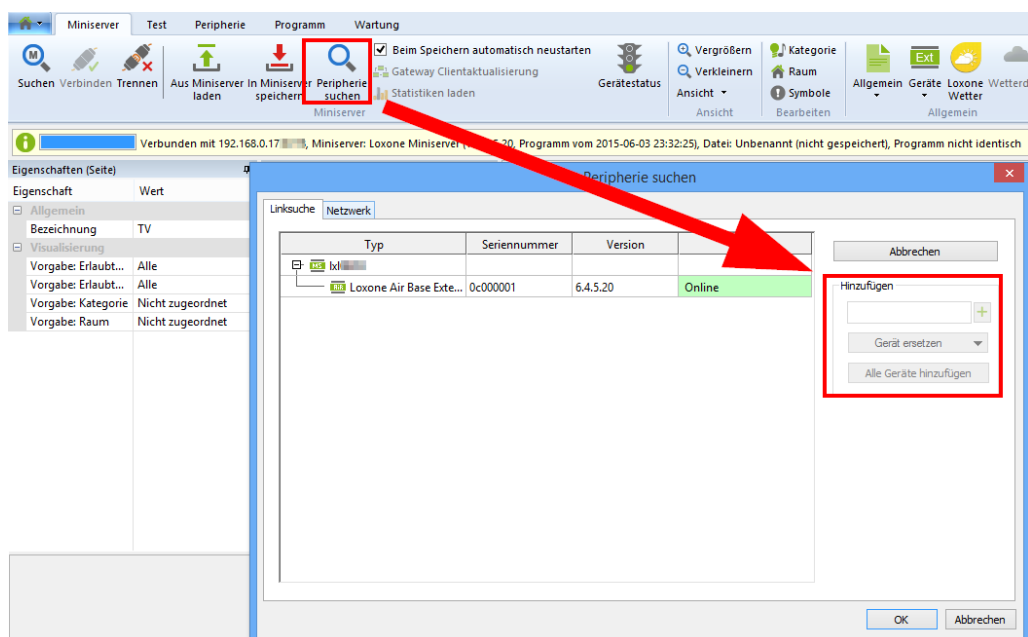 Miniserver Test Peripherie Programm Wartung
Suchen Verbinden Trennen
Aus Miniserver laden
In Miniserver speichern
Peripherie suchen
Beim Speichern automatisch neustarten
Gateway Clientaktualisierung
Statistiken laden
Miniserver
Gerätestatus
Vergrößern
Verkleinern
Ansicht
Ansicht
Kategorie
Raum
Symbole
Bearbeiten
Allgemein Geräte Loxone Wetter Wetterd
Ext
Allgemein
Verbunden mit 192.168.0.17 , Miniserver: Loxone Miniserver ( .20, Programm vom 2015-06-03 23:32:25), Datei: Unbenannt (nicht gespeichert), Programm nicht identisch
Eigenschaften (Seite)
Eigenschaft Wert
Allgemein
Bezeichnung TV
Visualisierung
Vorgabe: Erlaubt... Alle
Vorgabe: Erlaubt... Alle
Vorgabe: Kategorie Nicht zugeordnet
Vorgabe: Raum Nicht zugeordnet
Peripherie suchen
Linksuche Netzwerk
Typ Seriennummer Version
Loxone Air Base Exte... 0c000001 6.4.5.20 Online
Abbrechen
Hinzufügen
Gerät ersetzen
Alle Geräte hinzufügen
OK Abbrechen